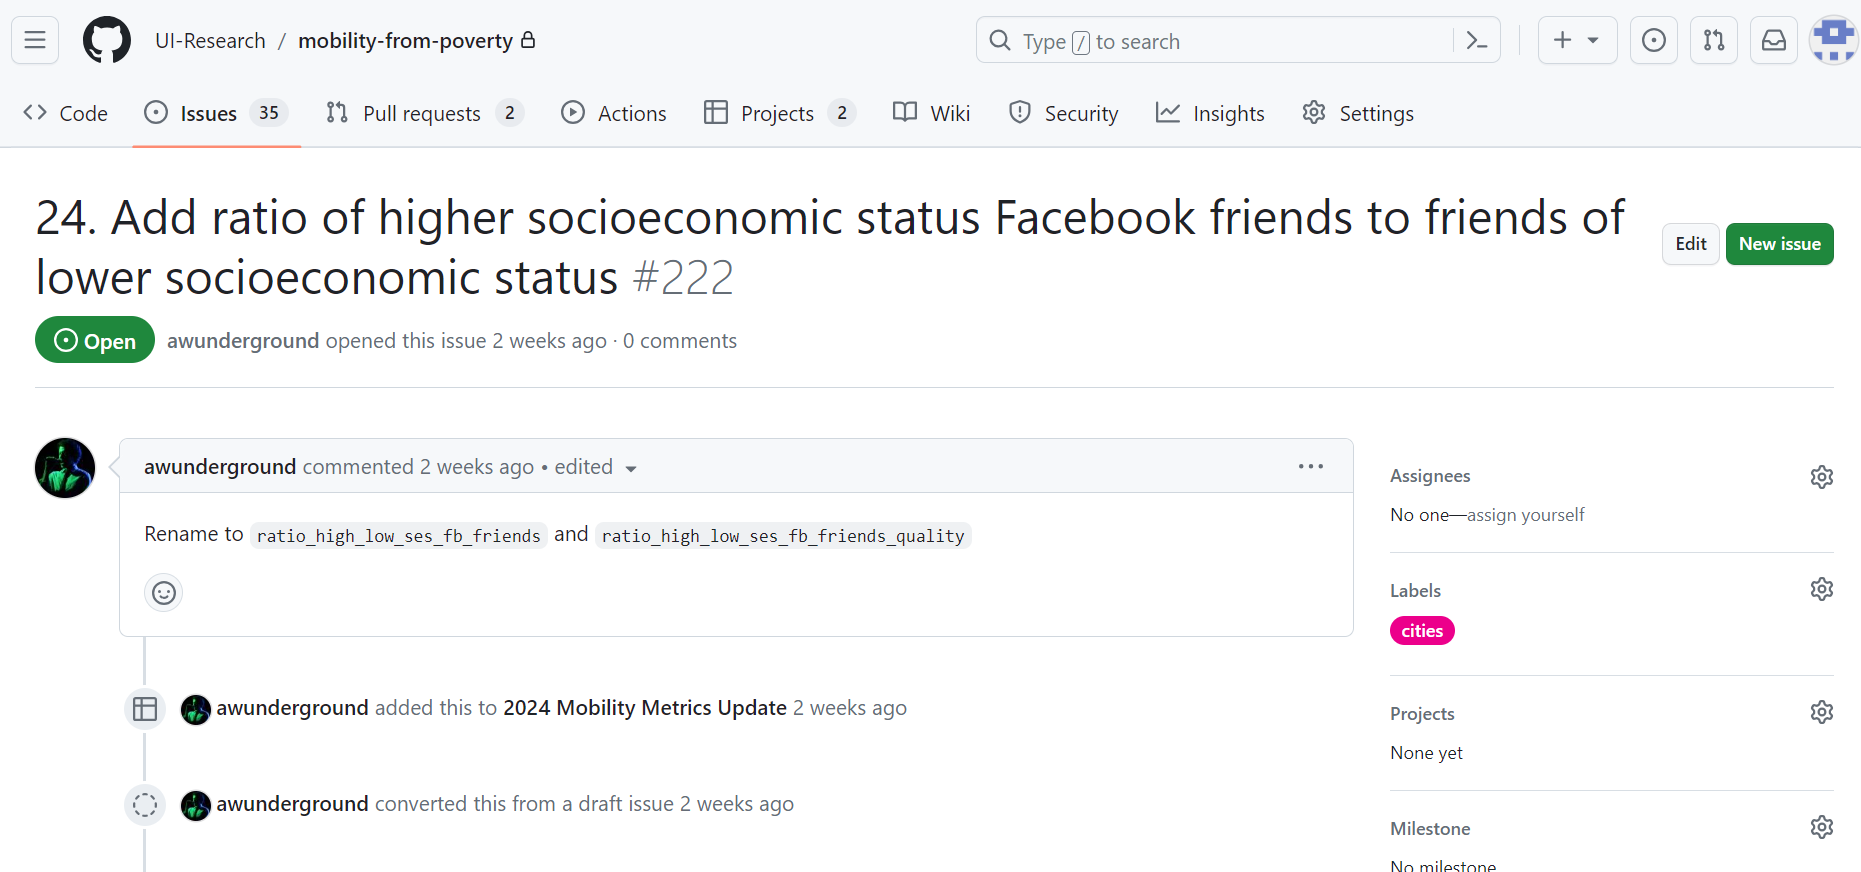 UI-Research / mobility-from-poverty
Type / to search
Code
Issues 35
Pull requests 2
Actions
Projects 2
Wiki
Security
Insights
Settings
24. Add ratio of higher socioeconomic status Facebook friends to friends of
lower socioeconomic status #222
Edit
New issue
Open
awunderground opened this issue 2 weeks ago · 0 comments
awunderground commented 2 weeks ago • edited
Rename to ratio_high_low_ses_fb_friends and ratio_high_low_ses_fb_friends_quality
awunderground added this to 2024 Mobility Metrics Update 2 weeks ago
awunderground converted this from a draft issue 2 weeks ago
Assignees
No one—assign yourself
Labels
cities
Projects
None yet
Milestone
No milestone